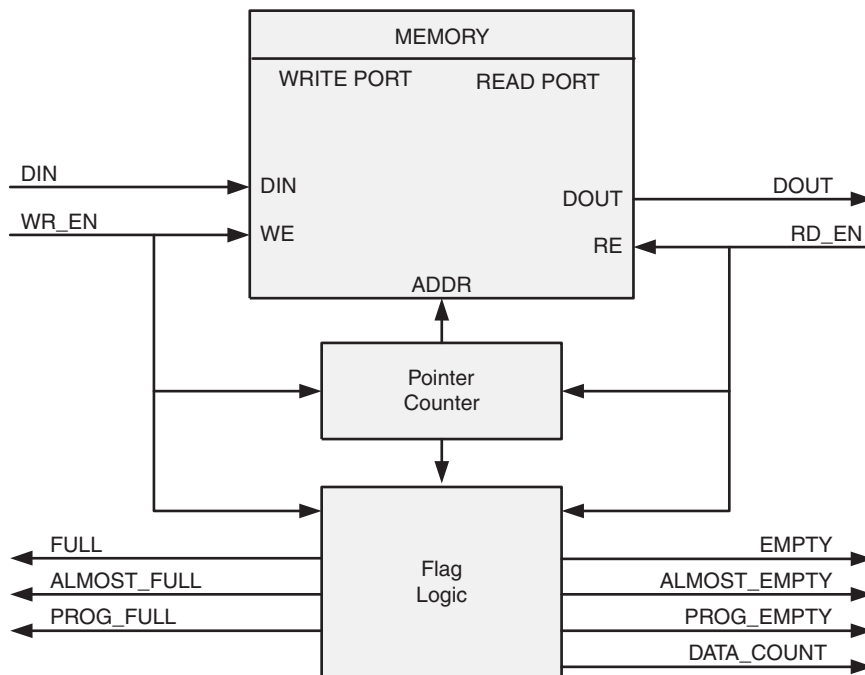 MEMORY
WRITE PORT
READ PORT
DIN
DIN
DOUT
DOUT
WR_EN
WE
RE
RD_EN
ADDR
Pointer
Counter
Flag
Logic
FULL
EMPTY
ALMOST_FULL
ALMOST_EMPTY
PROG_FULL
PROG_EMPTY
DATA_COUNT